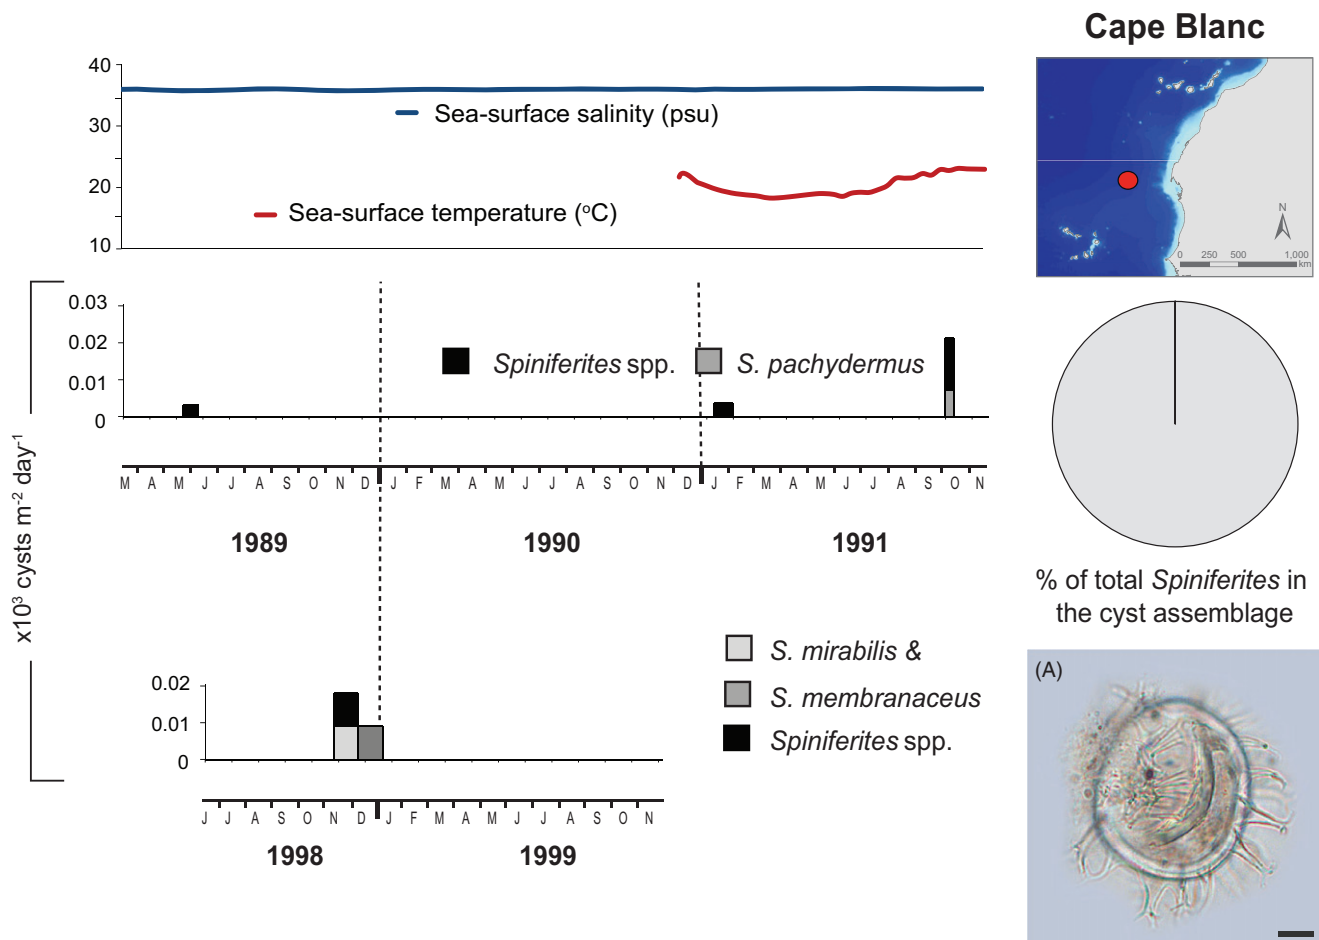 Cape Blanc
40
30
20
10
Sea-surface salinity (psu)
Sea-surface temperature (°C)
N
0 250 500 1,000
km
x10³ cysts m⁻² day⁻¹
0.03
0.02
0.01
0
Spiniferites spp.
S. pachydermus
M A M J J A S O N D J F M A M J J A S O N D J F M A M J J A S O N
1989 1990 1991
% of total Spiniferites in
the cyst assemblage
0.02
0.01
0
S. mirabilis &
S. membranaceus
Spiniferites spp.
J J A S O N D J F M A M J J A S O N
1998 1999
(A)